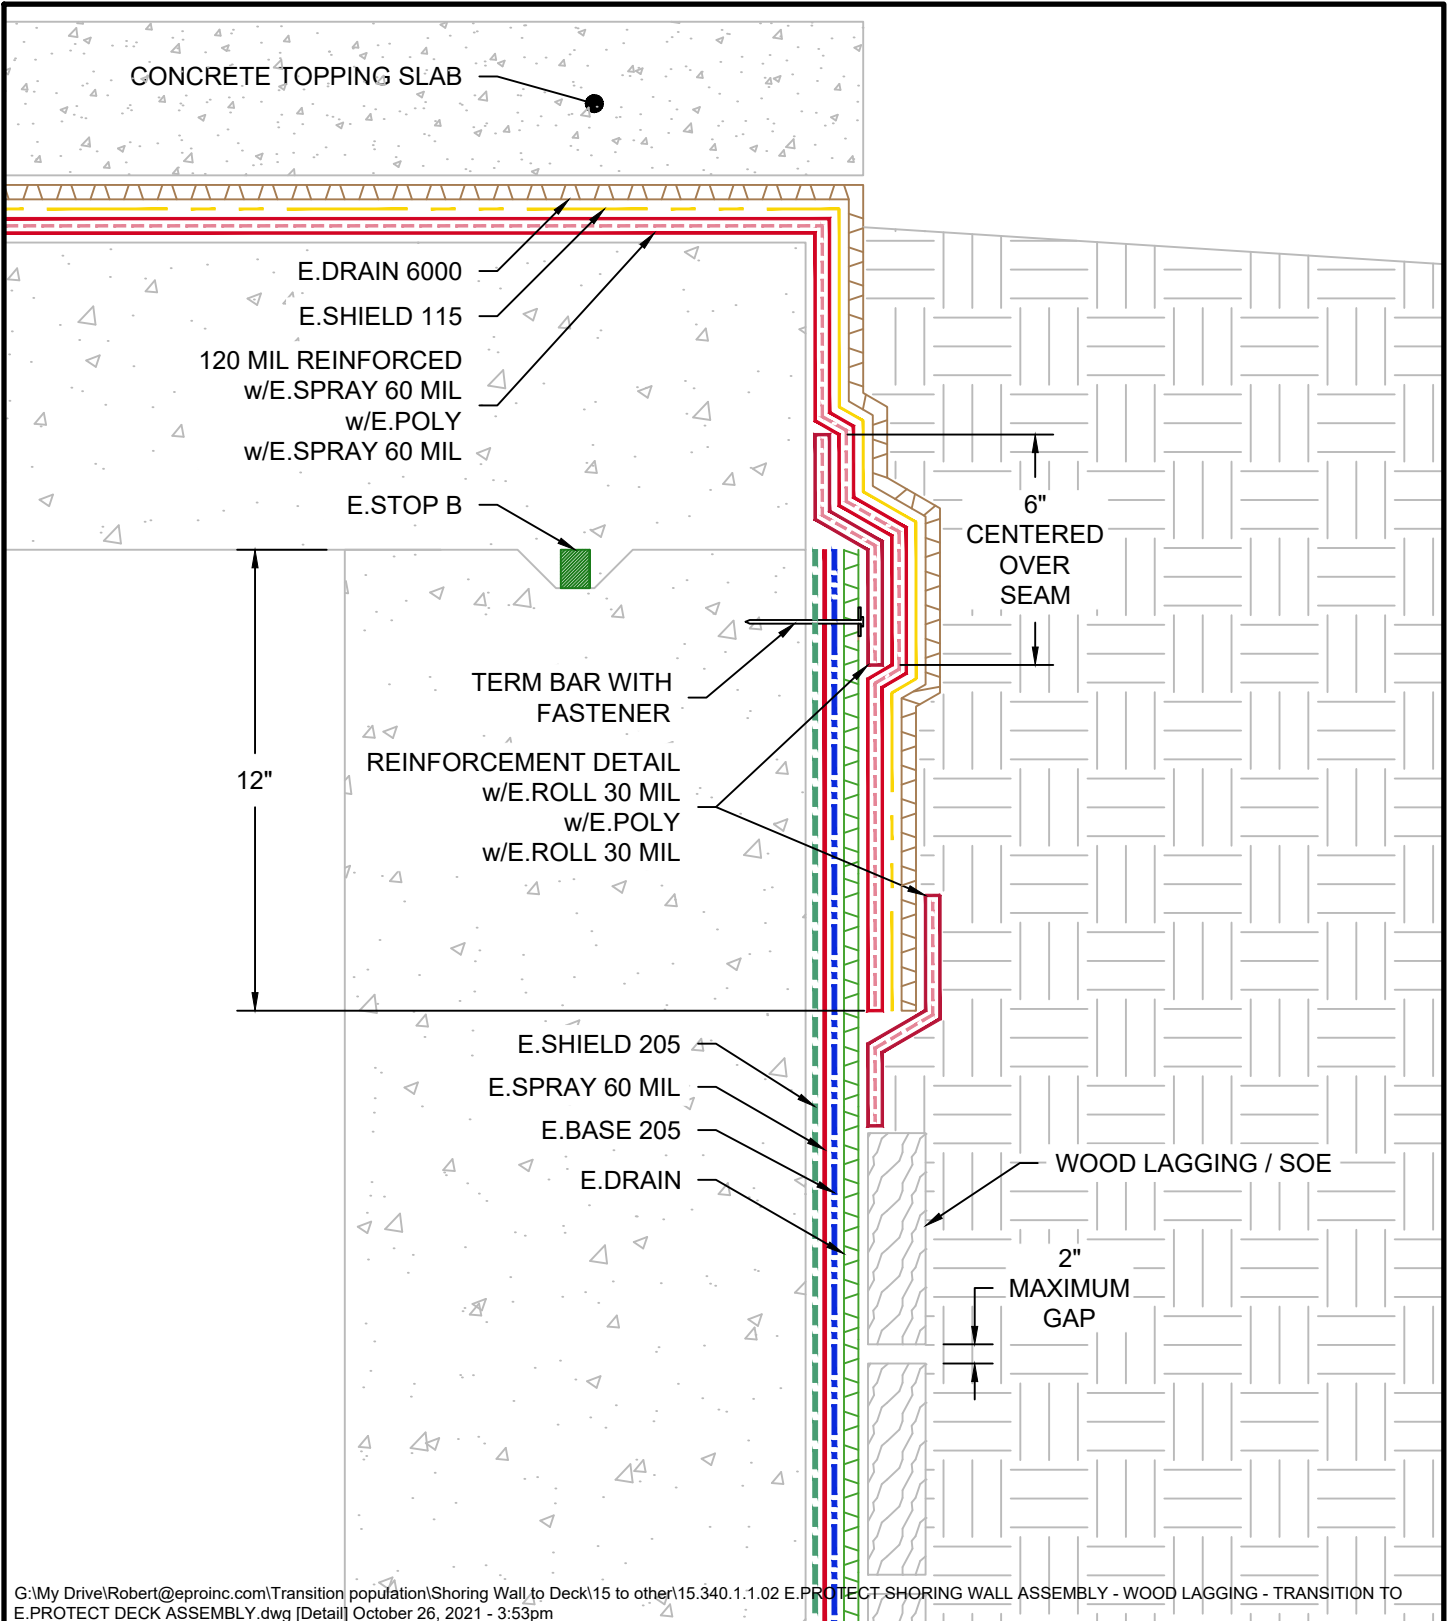 CONCRETE TOPPING SLAB
E.DRAIN 6000
E.SHIELD 115
120 MIL REINFORCED
w/E.SPRAY 60 MIL
w/E.POLY
w/E.SPRAY 60 MIL
E.STOP B
6"
CENTERED
OVER
SEAM
TERM BAR WITH
FASTENER
REINFORCEMENT DETAIL
w/E.ROLL 30 MIL
w/E.POLY
w/E.ROLL 30 MIL
12"
E.SHIELD 205
E.SPRAY 60 MIL
E.BASE 205
E.DRAIN
WOOD LAGGING / SOE
2"
MAXIMUM
GAP
G:\My Drive\Robert@eproinc.com\Transition population\Shoring Wall to Deck\15 to other\15.340.1.1.02 E.PROTECT SHORING WALL ASSEMBLY - WOOD LAGGING - TRANSITION TO
E.PROTECT DECK ASSEMBLY.dwg [Detail] October 26, 2021 - 3:53pm